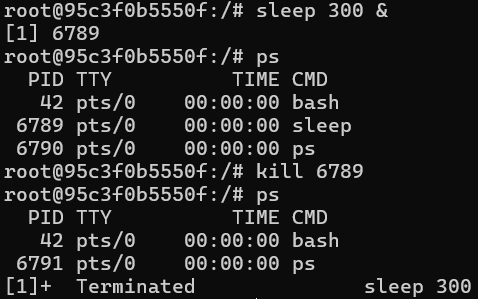 root@95c3f0b5550f:/# sleep 300 &
[1] 6789
root@95c3f0b5550f:/# ps
  PID TTY          TIME CMD
   42 pts/0    00:00:00 bash
 6789 pts/0    00:00:00 sleep
 6790 pts/0    00:00:00 ps
root@95c3f0b5550f:/# kill 6789
root@95c3f0b5550f:/# ps
  PID TTY          TIME CMD
   42 pts/0    00:00:00 bash
 6791 pts/0    00:00:00 ps
[1]+  Terminated              sleep 300